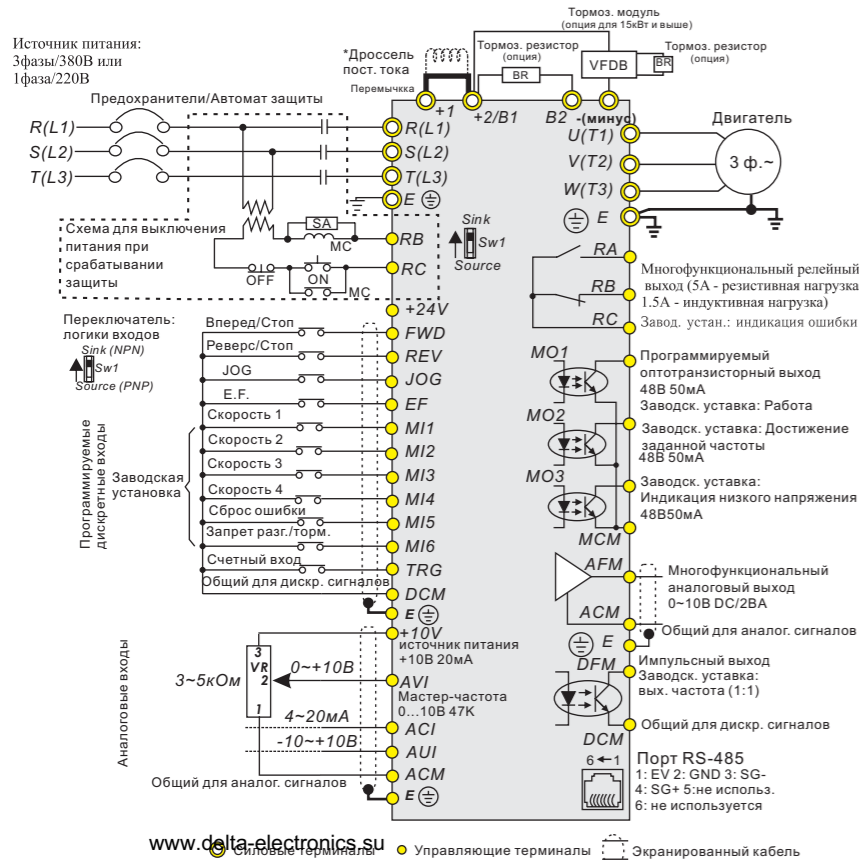 Источник питания:
3фазы/380В или
1фаза/220В
Предохранители/Автомат защиты
R(L1)
S(L2)
T(L3)
*Дроссель
пост. тока
Перемычкка
Тормоз. модуль
(опция для 15кВт и выше)
Тормоз. резистор
(опция)
BR
VFDB
BR
Тормоз. резистор
(опция)
+1
+2/B1
B2
-(минус)
R(L1)
S(L2)
T(L3)
E
U(T1)
V(T2)
W(T3)
E
Двигатель
3 ф.~
Схема для выключения
питания при
срабатывании
защиты
SA
MC
OFF
ON
MC
RB
RC
Sink
Sw1
Source
RA
RB
RC
Многофункциональный релейный
выход (5А - резистивная нагрузка
1.5А - индуктивная нагрузка)
Завод. устан.: индикация ошибки
Переключатель:
логики входов
Sink (NPN)
Sw1
Source (PNP)
Программируемые
дискретные входы
Заводская
установка
+24V
Вперед/Стоп
FWD
Реверс/Стоп
REV
JOG
JOG
E.F.
EF
Скорость 1
MI1
Скорость 2
MI2
Скорость 3
MI3
Скорость 4
MI4
Сброс ошибки
MI5
Запрет разг./торм.
MI6
Счетный вход
TRG
Общий для дискр. сигналов
DCM
E
MO1
Программируемый
оптотранзисторный выход
48В 50мА
Заводск. уставка: Работа
MO2
Заводск. уставка: Достижение
заданной частоты
48В 50мА
MO3
Заводск. уставка:
Индикация низкого напряжения
48В50мА
MCM
AFM
Многофункциональный
аналоговый выход
0~10В DC/2ВА
ACM
Общий для аналог. сигналов
E
DFM
Импульсный выход
Заводск. уставка:
вых. частота (1:1)
Общий для дискр. сигналов
DCM
Аналоговые входы
3~5кОм
3
VR
2
1
+10V
источник питания
+10В 20мА
0~+10В
AVI
Мастер-частота
0...10В 47K
4~20мА
ACI
-10~+10В
AUI
Общий для аналог. сигналов
ACM
E
6←1
Порт RS-485
1: EV 2: GND 3: SG-
4: SG+ 5:не использ.
6: не используется
www.delta-electronics.su
Силовые терминалы
Управляющие терминалы
Экранированный кабель